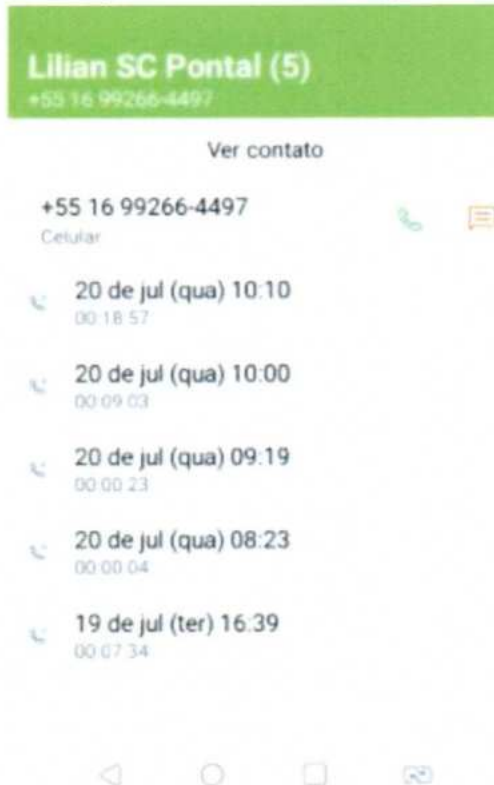 Lilian SC Pontal (5)
+55 16 99266-4497
Ver contato
+55 16 99266-4497
Celular
20 de jul (qua) 10:10
00:18:57
20 de jul (qua) 10:00
00:09:03
20 de jul (qua) 09:19
00:00:23
20 de jul (qua) 08:23
00:00:04
19 de jul (ter) 16:39
00:07:34